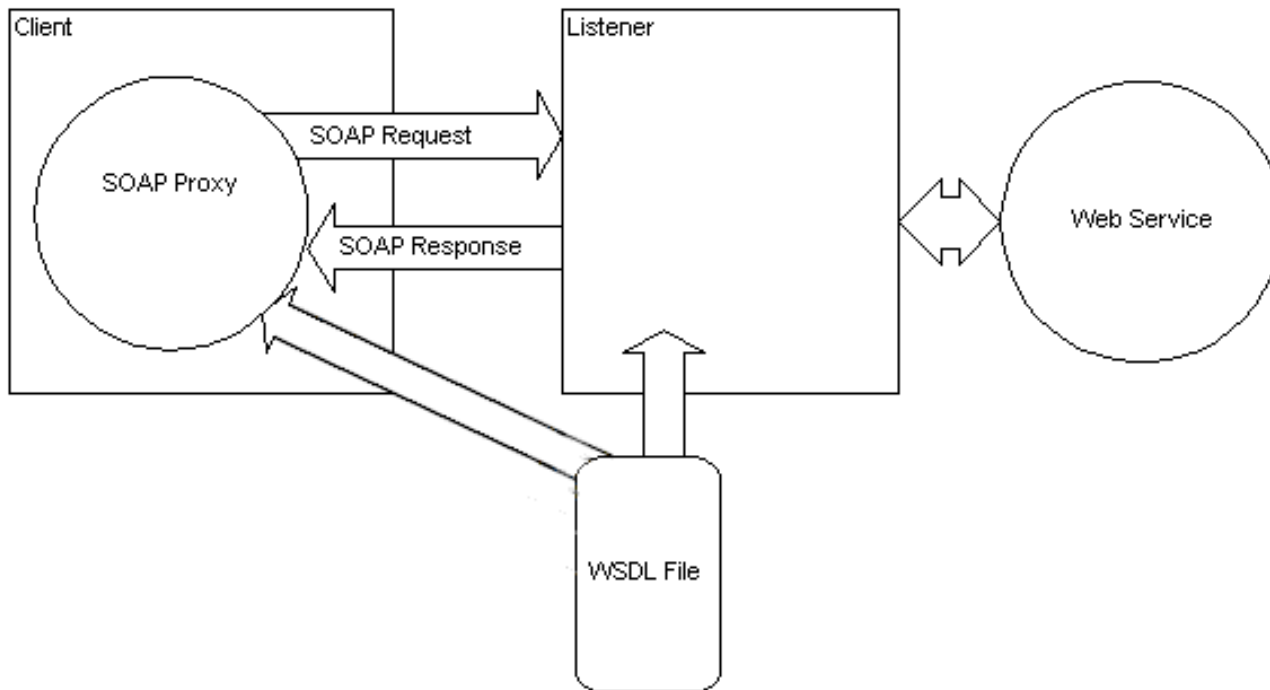 Client
Listener
SOAP Request
SOAP Proxy
Web Service
SOAP Response
WSDL File